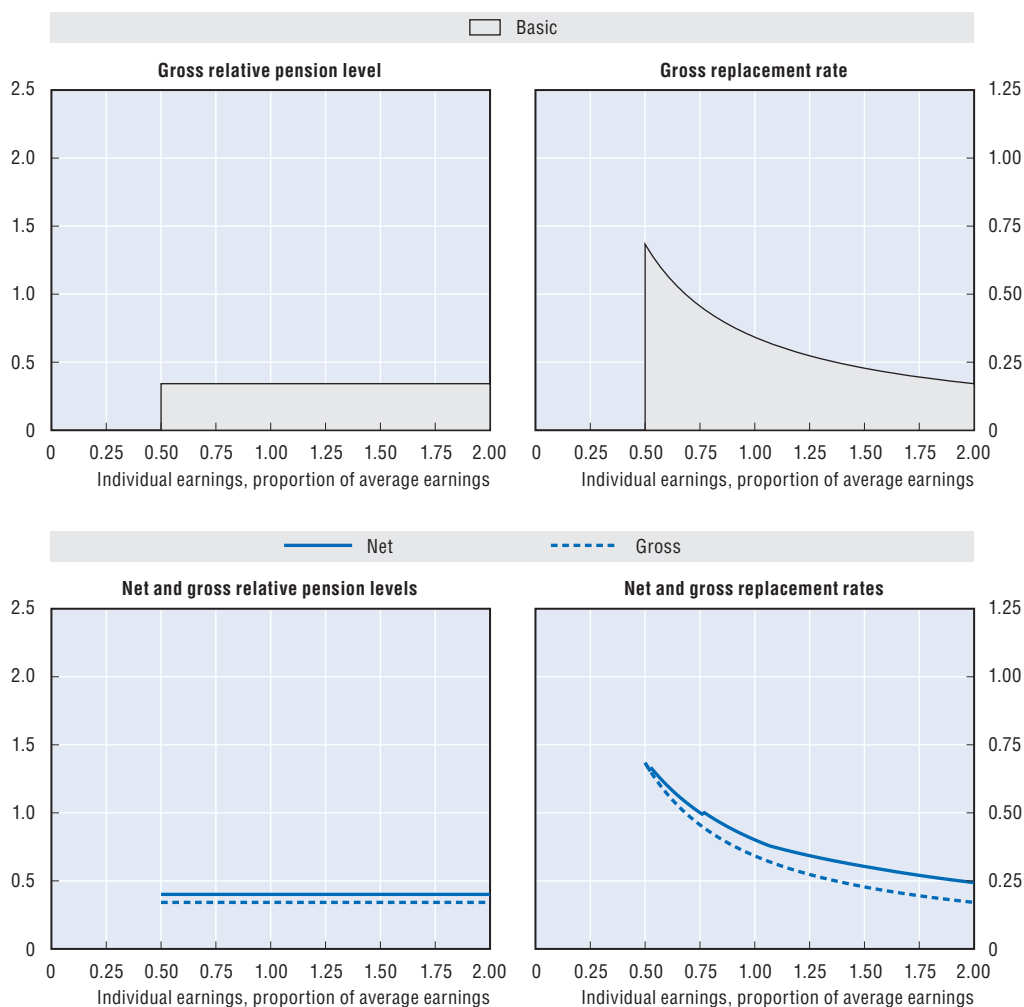 Basic
Gross relative pension level
2.5
2.0
1.5
1.0
0.5
0
0 0.25 0.50 0.75 1.00 1.25 1.50 1.75 2.00
Individual earnings, proportion of average earnings
Gross replacement rate
1.25
1.00
0.75
0.50
0.25
0
0 0.25 0.50 0.75 1.00 1.25 1.50 1.75 2.00
Individual earnings, proportion of average earnings
Net Gross
Net and gross relative pension levels
2.5
2.0
1.5
1.0
0.5
0
0 0.25 0.50 0.75 1.00 1.25 1.50 1.75 2.00
Individual earnings, proportion of average earnings
Net and gross replacement rates
1.25
1.00
0.75
0.50
0.25
0
0 0.25 0.50 0.75 1.00 1.25 1.50 1.75 2.00
Individual earnings, proportion of average earnings